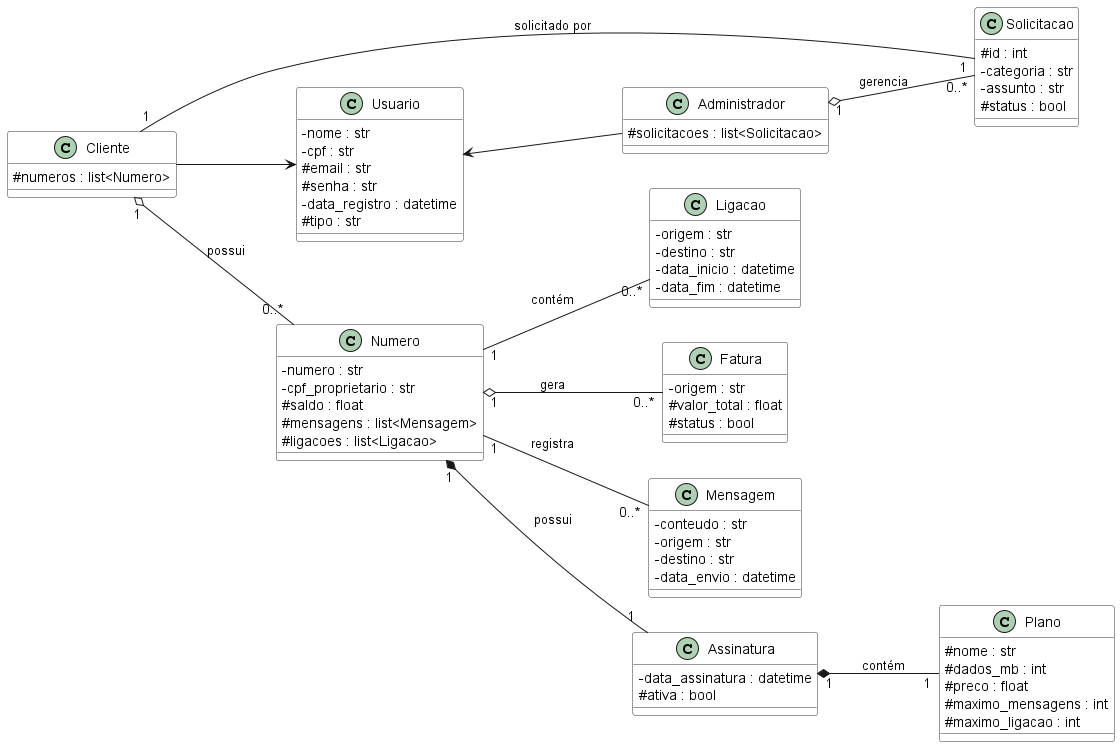 solicitado por
1
1
C Solicitacao
#id : int
-categoria : str
-assunto : str
#status : bool
C Usuario
-nome : str
-cpf : str
#email : str
#senha : str
-data_registro : datetime
#tipo : str
C Administrador
#solicitacoes : list<Solicitacao>
gerencia
1
0..*
C Cliente
#numeros : list<Numero>
1
possui
0..*
C Ligacao
-origem : str
-destino : str
-data_inicio : datetime
-data_fim : datetime
contém
1
0..*
C Numero
-numero : str
-cpf_proprietario : str
#saldo : float
#mensagens : list<Mensagem>
#ligacoes : list<Ligacao>
gera
1
0..*
C Fatura
-origem : str
#valor_total : float
#status : bool
registra
1
0..*
C Mensagem
-conteudo : str
-origem : str
-destino : str
-data_envio : datetime
1
possui
1
C Assinatura
-data_assinatura : datetime
#ativa : bool
contém
1
1
C Plano
#nome : str
#dados_mb : int
#preco : float
#maximo_mensagens : int
#maximo_ligacao : int